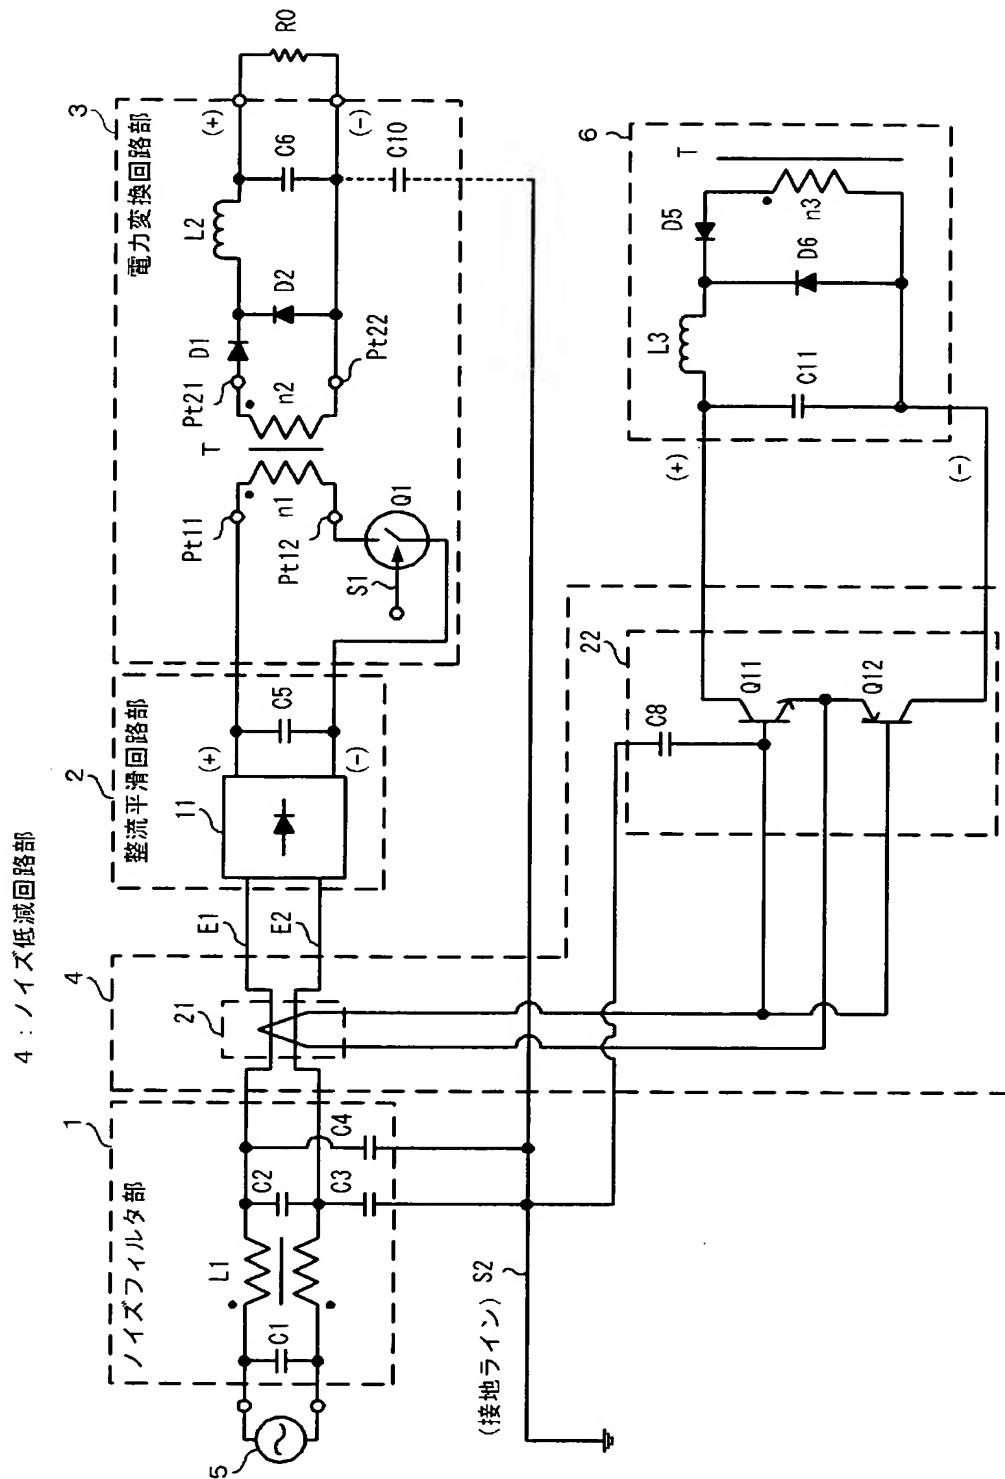 4 : ノイズ低減回路部
1
ノイズフィルタ部
5
C1
L1
C2
C3
C4
(接地ライン) S2
4
21
E1
E2
2
整流平滑回路部
11
(+)
(-)
C5
3
電力変換回路部
Pt11
Pt12
S1
Q1
n1
T
n2
Pt21
Pt22
D1
D2
L2
C6
C10
(+)
(-)
R0
22
C8
Q11
Q12
6
(+)
(-)
L3
C11
D5
D6
n3
T